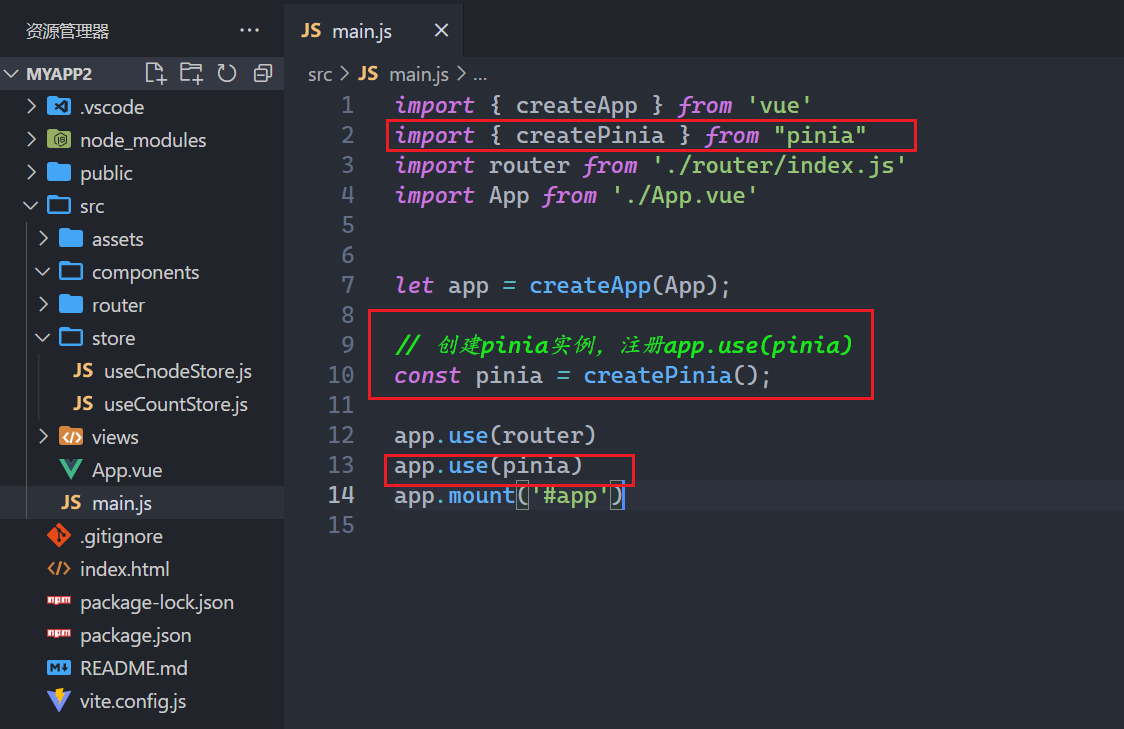 资源管理器
MYAPP2
.vscode
node_modules
public
src
assets
components
router
store
JS useCnodeStore.js
JS useCountStore.js
views
App.vue
JS main.js
.gitignore
index.html
npm package-lock.json
npm package.json
M README.md
vite.config.js
JS main.js
src > JS main.js > ...
1 import { createApp } from 'vue'
2 import { createPinia } from "pinia"
3 import router from './router/index.js'
4 import App from './App.vue'
5
6
7 let app = createApp(App);
8
9 // 创建pinia实例，注册app.use(pinia)
10 const pinia = createPinia();
11
12 app.use(router)
13 app.use(pinia)
14 app.mount('#app')
15